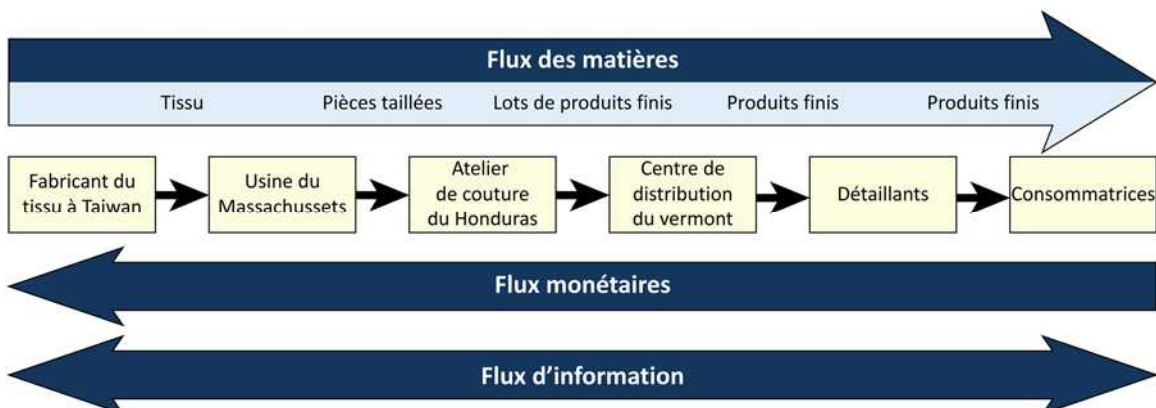 Flux des matières
Tissu Pièces taillées Lots de produits finis Produits finis Produits finis
Fabricant du
tissu à Taiwan
Usine du
Massachussets
Atelier
de couture
du Honduras
Centre de
distribution
du vermont
Détaillants
Consommatrices
Flux monétaires
Flux d’information